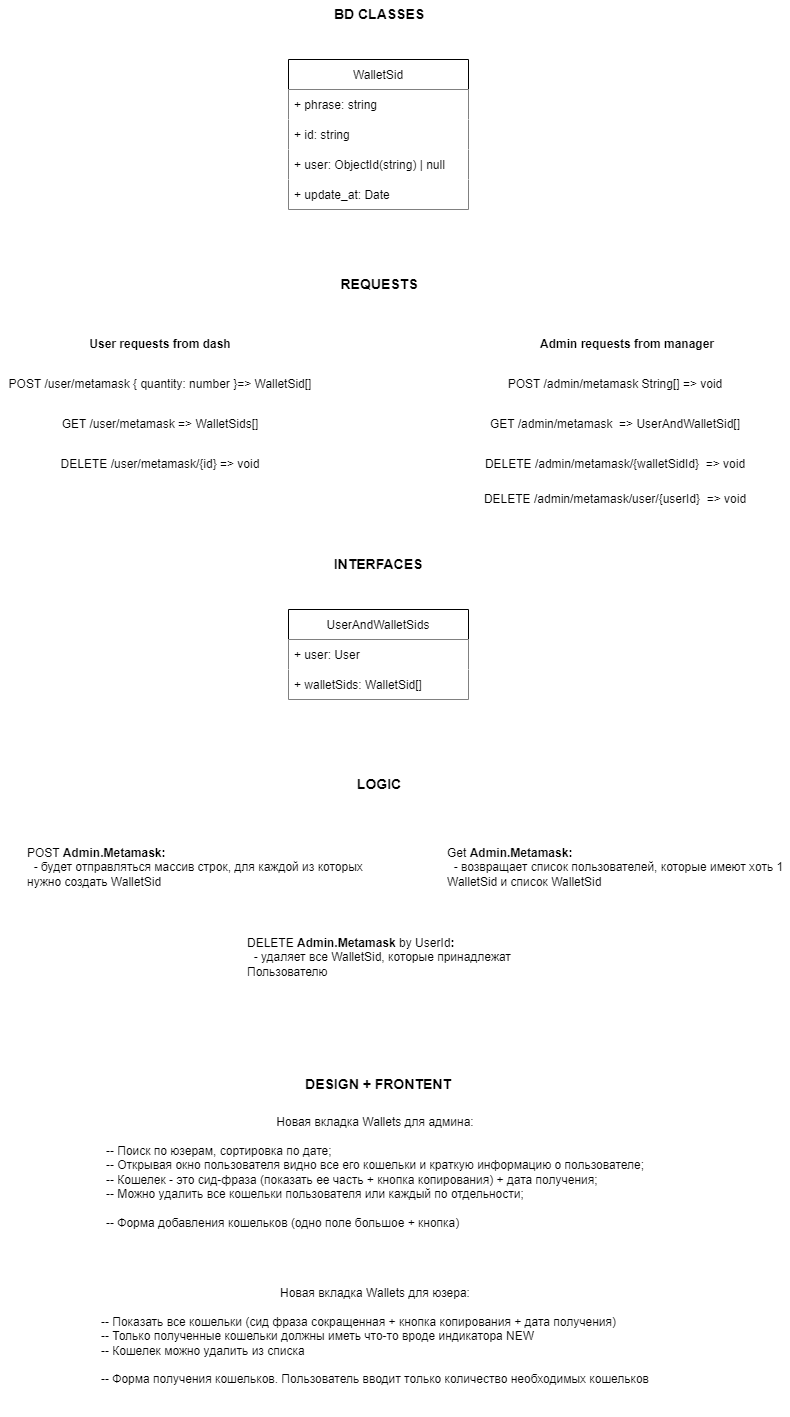 BD CLASSES
WalletSid
+ phrase: string
+ id: string
+ user: ObjectId(string) | null
+ update_at: Date
REQUESTS
User requests from dash
POST /user/metamask { quantity: number }=> WalletSid[]
GET /user/metamask => WalletSids[]
DELETE /user/metamask/{id} => void
Admin requests from manager
POST /admin/metamask String[] => void
GET /admin/metamask  => UserAndWalletSid[]
DELETE /admin/metamask/{walletSidId}  => void
DELETE /admin/metamask/user/{userId}  => void
INTERFACES
UserAndWalletSids
+ user: User
+ walletSids: WalletSid[]
LOGIC
POST Admin.Metamask:
- будет отправляться массив строк, для каждой из которых
нужно создать WalletSid
Get Admin.Metamask:
- возвращает список пользователей, которые имеют хоть 1
WalletSid и список WalletSid
DELETE Admin.Metamask by UserId:
- удаляет все WalletSid, которые принадлежат
Пользователю
DESIGN + FRONTENT
Новая вкладка Wallets для админа:
-- Поиск по юзерам, сортировка по дате;
-- Открывая окно пользователя видно все его кошельки и краткую информацию о пользователе;
-- Кошелек - это сид-фраза (показать ее часть + кнопка копирования) + дата получения;
-- Можно удалить все кошельки пользователя или каждый по отдельности;
-- Форма добавления кошельков (одно поле большое + кнопка)
Новая вкладка Wallets для юзера:
-- Показать все кошельки (сид фраза сокращенная + кнопка копирования + дата получения)
-- Только полученные кошельки должны иметь что-то вроде индикатора NEW
-- Кошелек можно удалить из списка
-- Форма получения кошельков. Пользователь вводит только количество необходимых кошельков